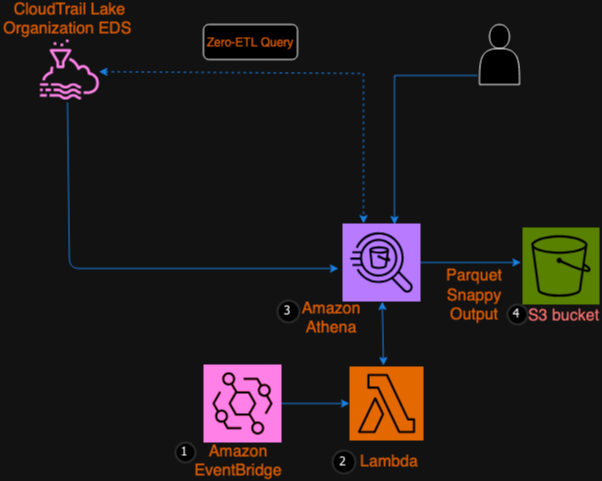 CloudTrail Lake
Organization EDS
Zero-ETL Query
Parquet
Snappy
Output
3 Amazon
Athena
4 S3 bucket
1 Amazon
EventBridge
2 Lambda